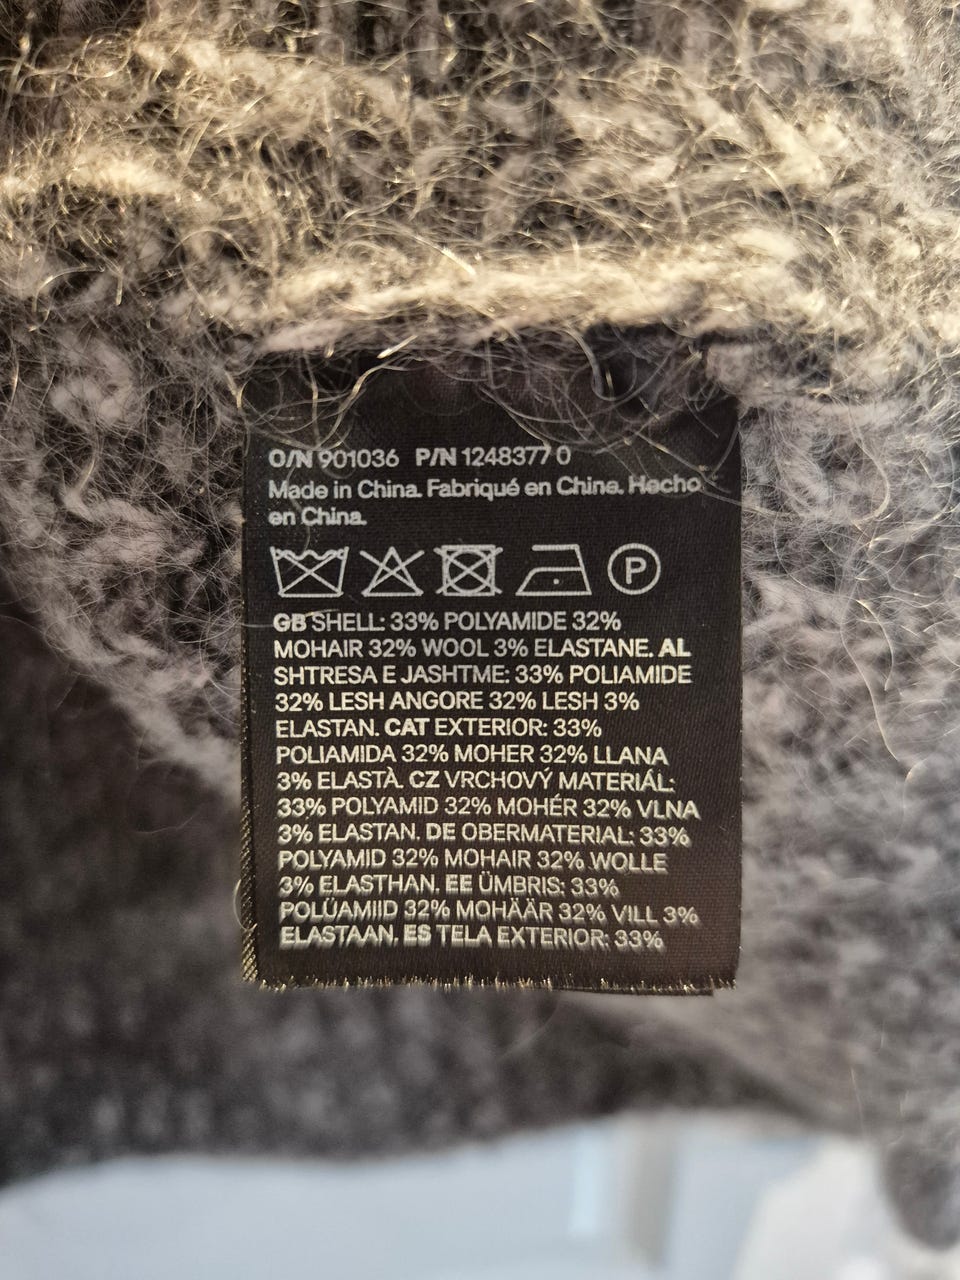 O/N 901036 P/N 1248377 0
Made in China. Fabriqué en Chine. Hecho
en China.
P
GB SHELL: 33% POLYAMIDE 32%
MOHAIR 32% WOOL 3% ELASTANE. AL
SHTRESA E JASHTME: 33% POLIAMIDE
32% LESH ANGORE 32% LESH 3%
ELASTAN. CAT EXTERIOR: 33%
POLIAMIDA 32% MOHER 32% LLANA
3% ELASTÀ. CZ VRCHOVÝ MATERIÁL:
33% POLYAMID 32% MOHÉR 32% VLNA
3% ELASTAN. DE OBERMATERIAL: 33%
POLYAMID 32% MOHAIR 32% WOLLE
3% ELASTHAN. EE ÜMBRIS: 33%
POLÜAMIID 32% MOHÄÄR 32% VILL 3%
ELASTAAN. ES TELA EXTERIOR: 33%